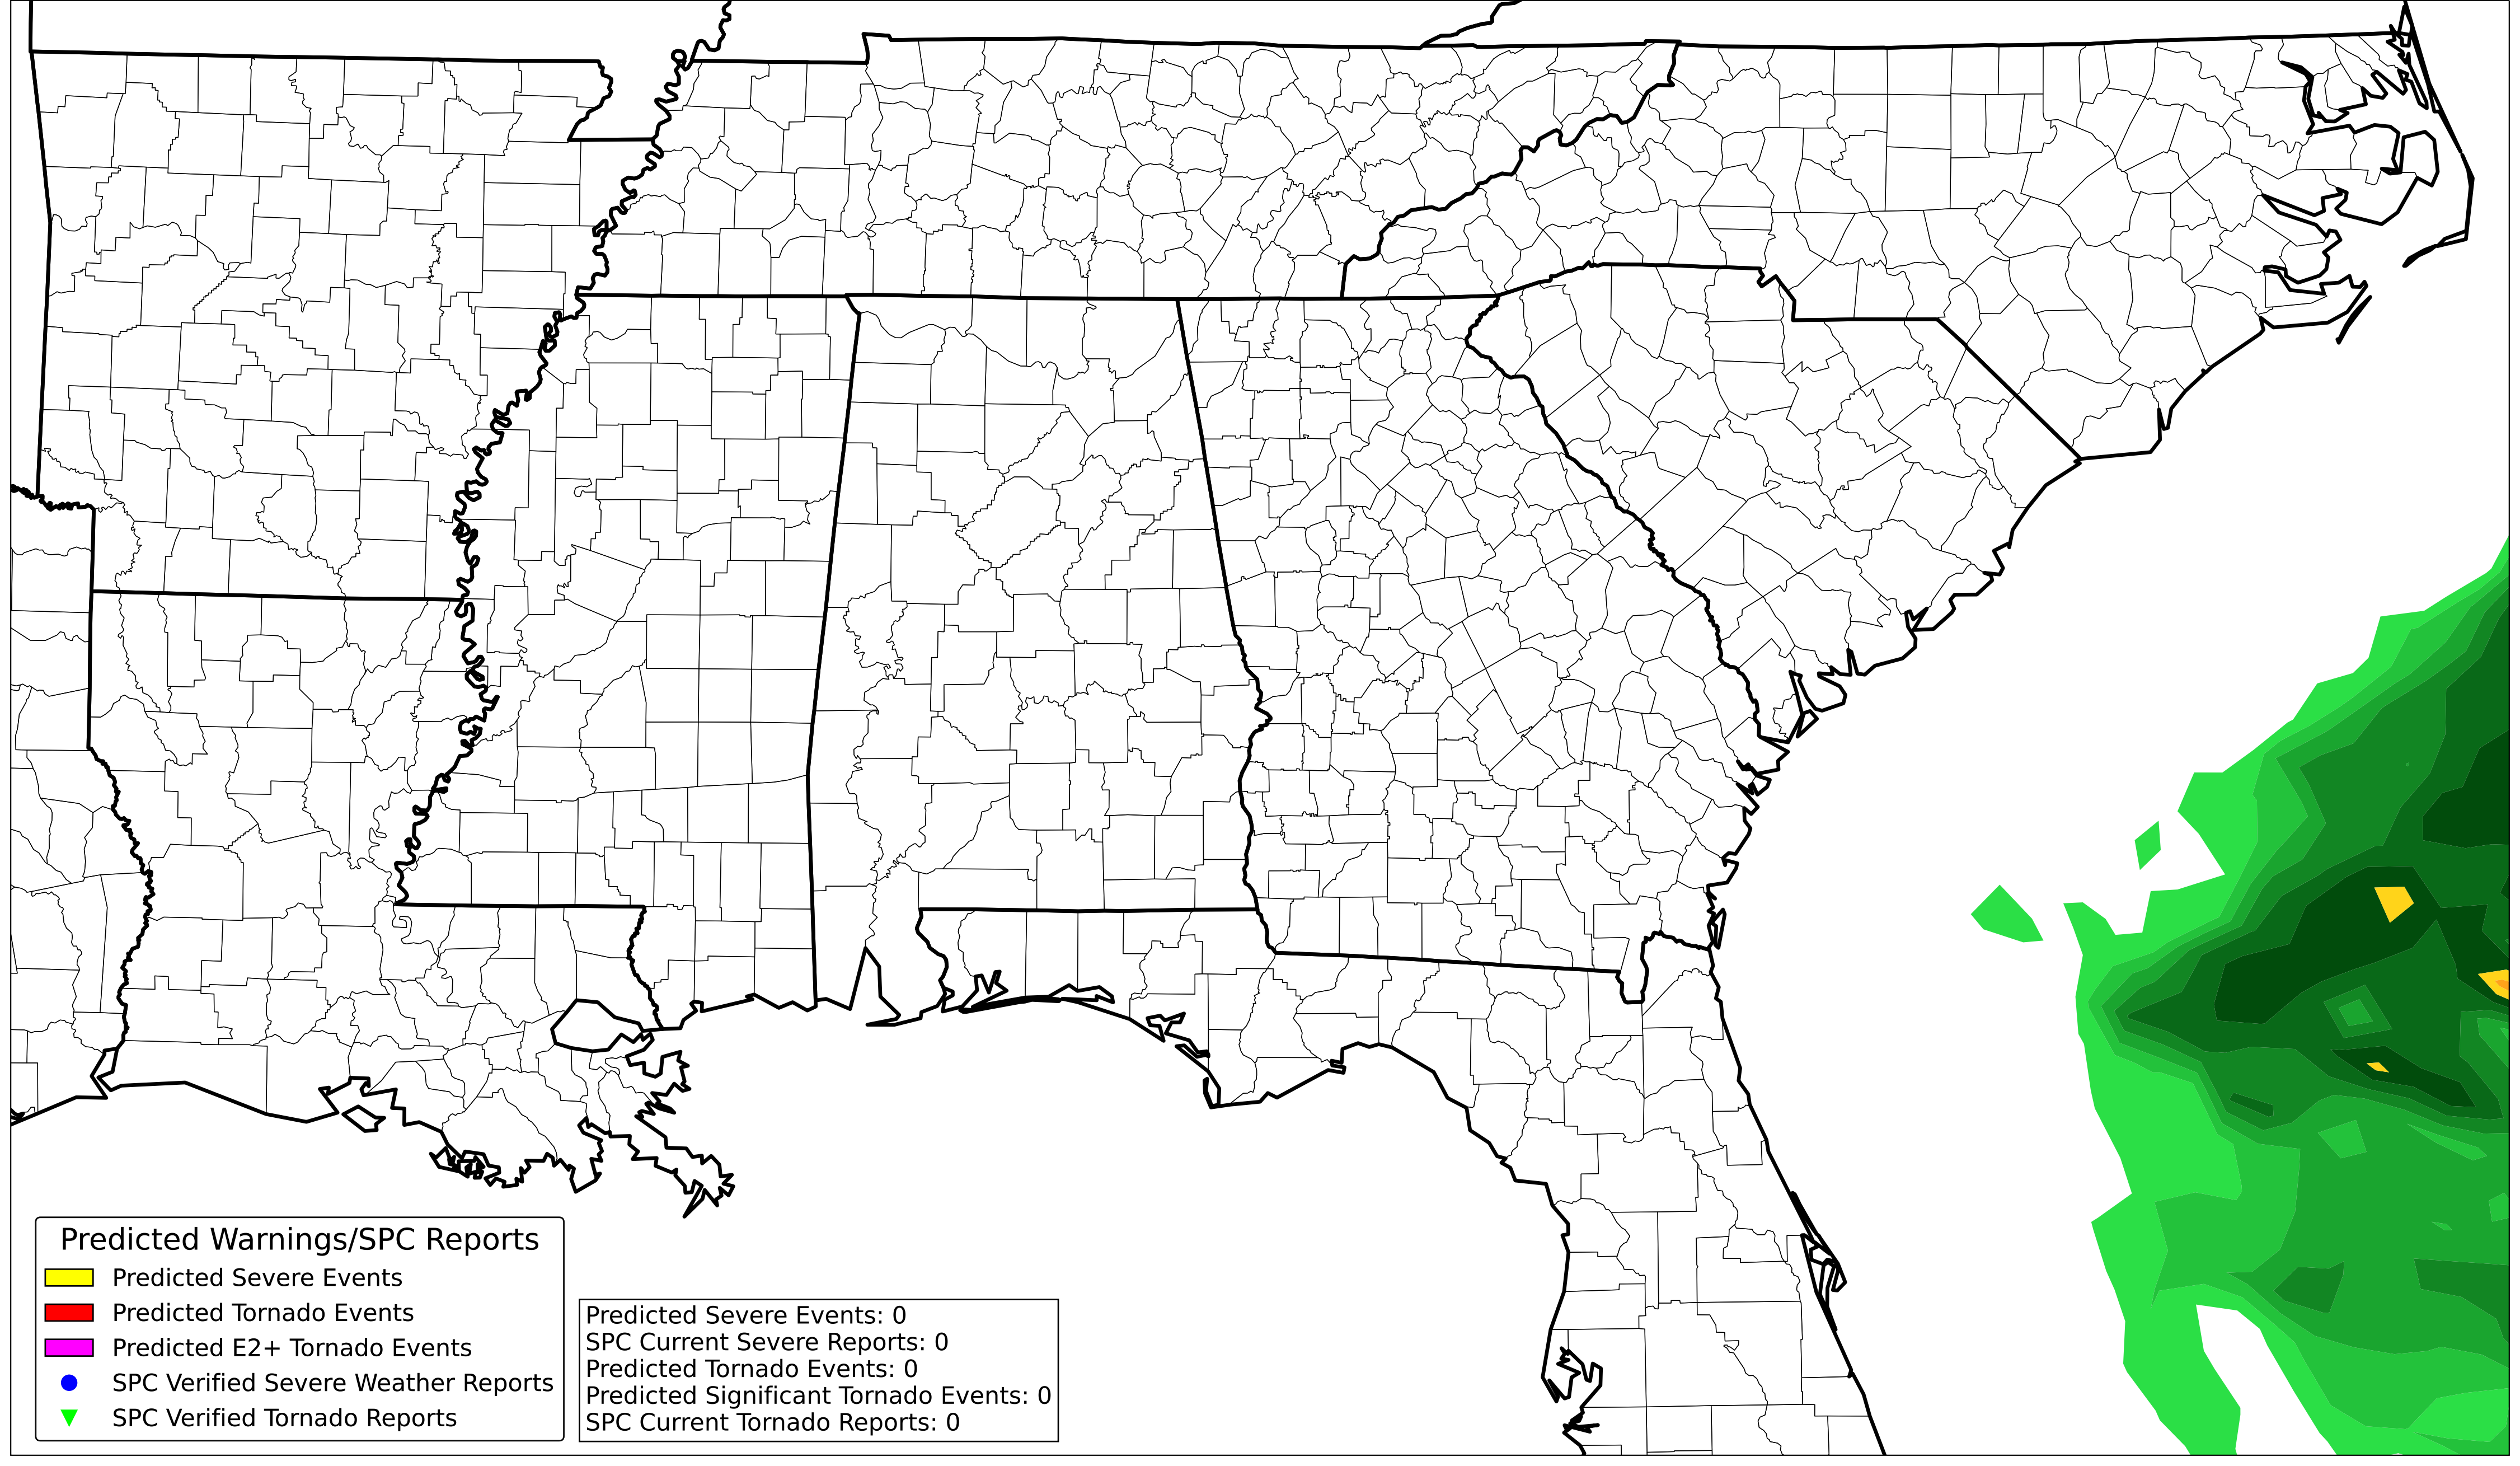 Predicted Warnings/SPC Reports
Predicted Severe Events
Predicted Tornado Events
Predicted E2+ Tornado Events
SPC Verified Severe Weather Reports
SPC Verified Tornado Reports
Predicted Severe Events: 0
SPC Current Severe Reports: 0
Predicted Tornado Events: 0
Predicted Significant Tornado Events: 0
SPC Current Tornado Reports: 0